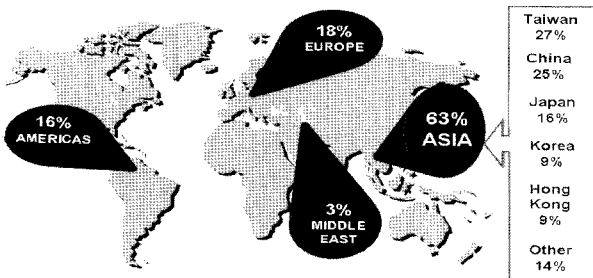 18%
EUROPE
16%
AMERICAS
63%
ASIA
3%
MIDDLE
EAST
Taiwan
27%
China
25%
Japan
16%
Korea
9%
Hong
Kong
9%
Other
14%